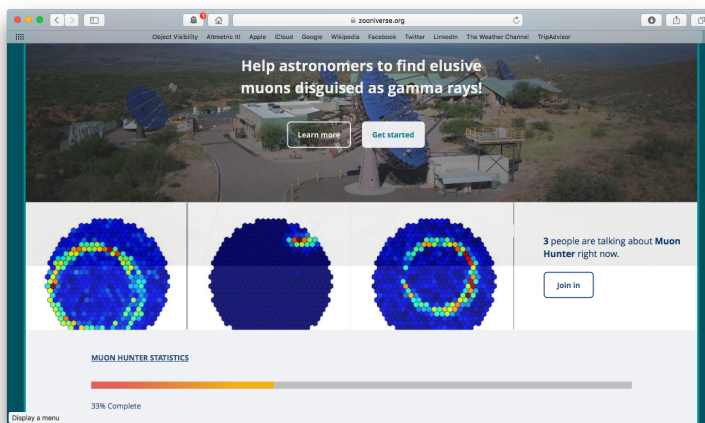 1
zooniverse.org
Object Visibility Altmetric it! Apple iCloud Google Wikipedia Facebook Twitter LinkedIn The Weather Channel TripAdvisor
Help astronomers to find elusive
muons disguised as gamma rays!
Learn more Get started
3 people are talking about Muon
Hunter right now.
Join in
MUON HUNTER STATISTICS
33% Complete
Display a menu